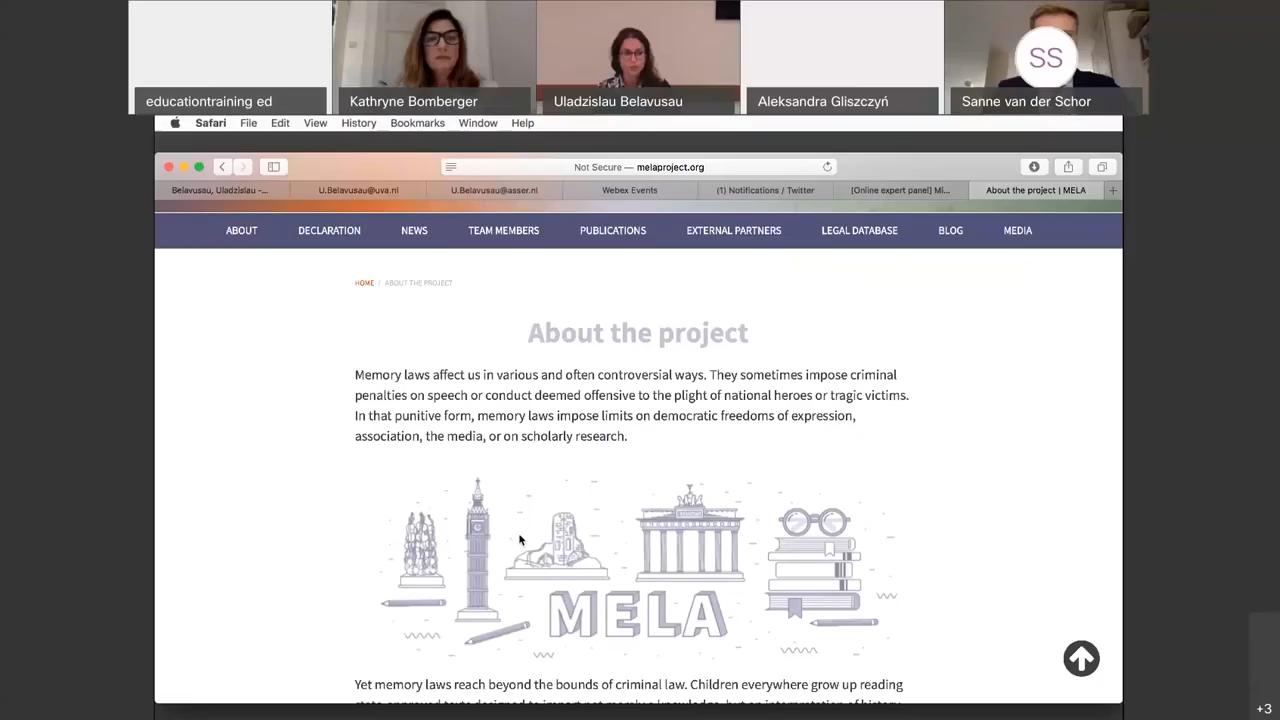 educationtraining ed
Kathryne Bomberger
Uladzislau Belavusau
Aleksandra Gliszczyń
SS
Sanne van der Schor
Safari File Edit View History Bookmarks Window Help
Not Secure — melaproject.org
Belavusau, Uladzislau -... U.Belavusau@uva.nl U.Belavusau@asser.nl Webex Events (1) Notifications / Twitter [Online expert panel] Mi... About the project | MELA +
ABOUT DECLARATION NEWS TEAM MEMBERS PUBLICATIONS EXTERNAL PARTNERS LEGAL DATABASE BLOG MEDIA
HOME / ABOUT THE PROJECT
About the project
Memory laws affect us in various and often controversial ways. They sometimes impose criminal
penalties on speech or conduct deemed offensive to the plight of national heroes or tragic victims.
In that punitive form, memory laws impose limits on democratic freedoms of expression,
association, the media, or on scholarly research.
MELA
Yet memory laws reach beyond the bounds of criminal law. Children everywhere grow up reading
+3